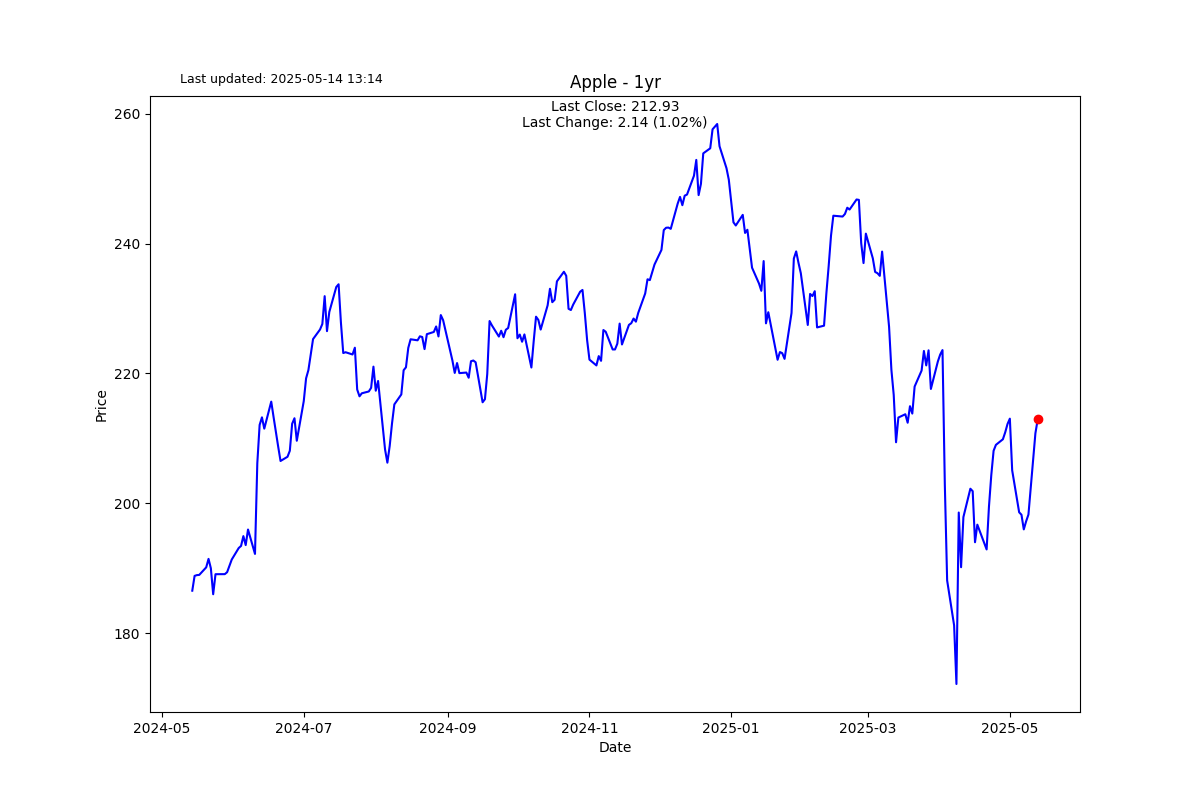 Last updated: 2025-05-14 13:14
Apple - 1yr
Last Close: 212.93
Last Change: 2.14 (1.02%)
260
240
220
200
180
Price
2024-05
2024-07
2024-09
2024-11
2025-01
2025-03
2025-05
Date